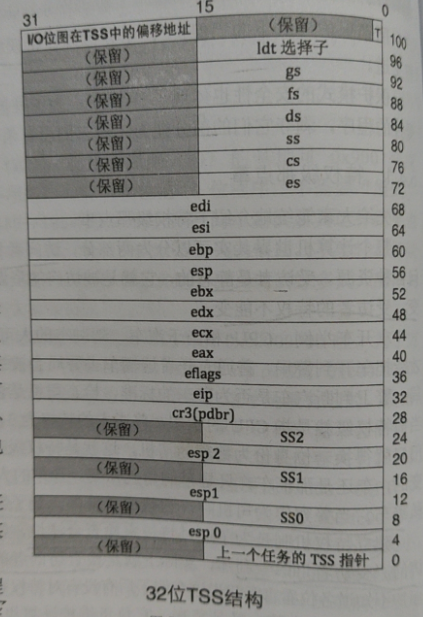 31 15 0
I/O位图在TSS中的偏移地址 (保留) T 100
(保留) ldt 选择子 96
(保留) gs 92
(保留) fs 88
(保留) ds 84
(保留) ss 80
(保留) cs 76
(保留) es 72
edi 68
esi 64
ebp 60
esp 56
ebx 52
edx 48
ecx 44
eax 40
eflags 36
eip 32
cr3(pdbr) 28
(保留) SS2 24
esp 2 20
(保留) SS1 16
esp1 12
(保留) SS0 8
esp 0 4
(保留) 上一个任务的 TSS 指针 0
32位TSS结构